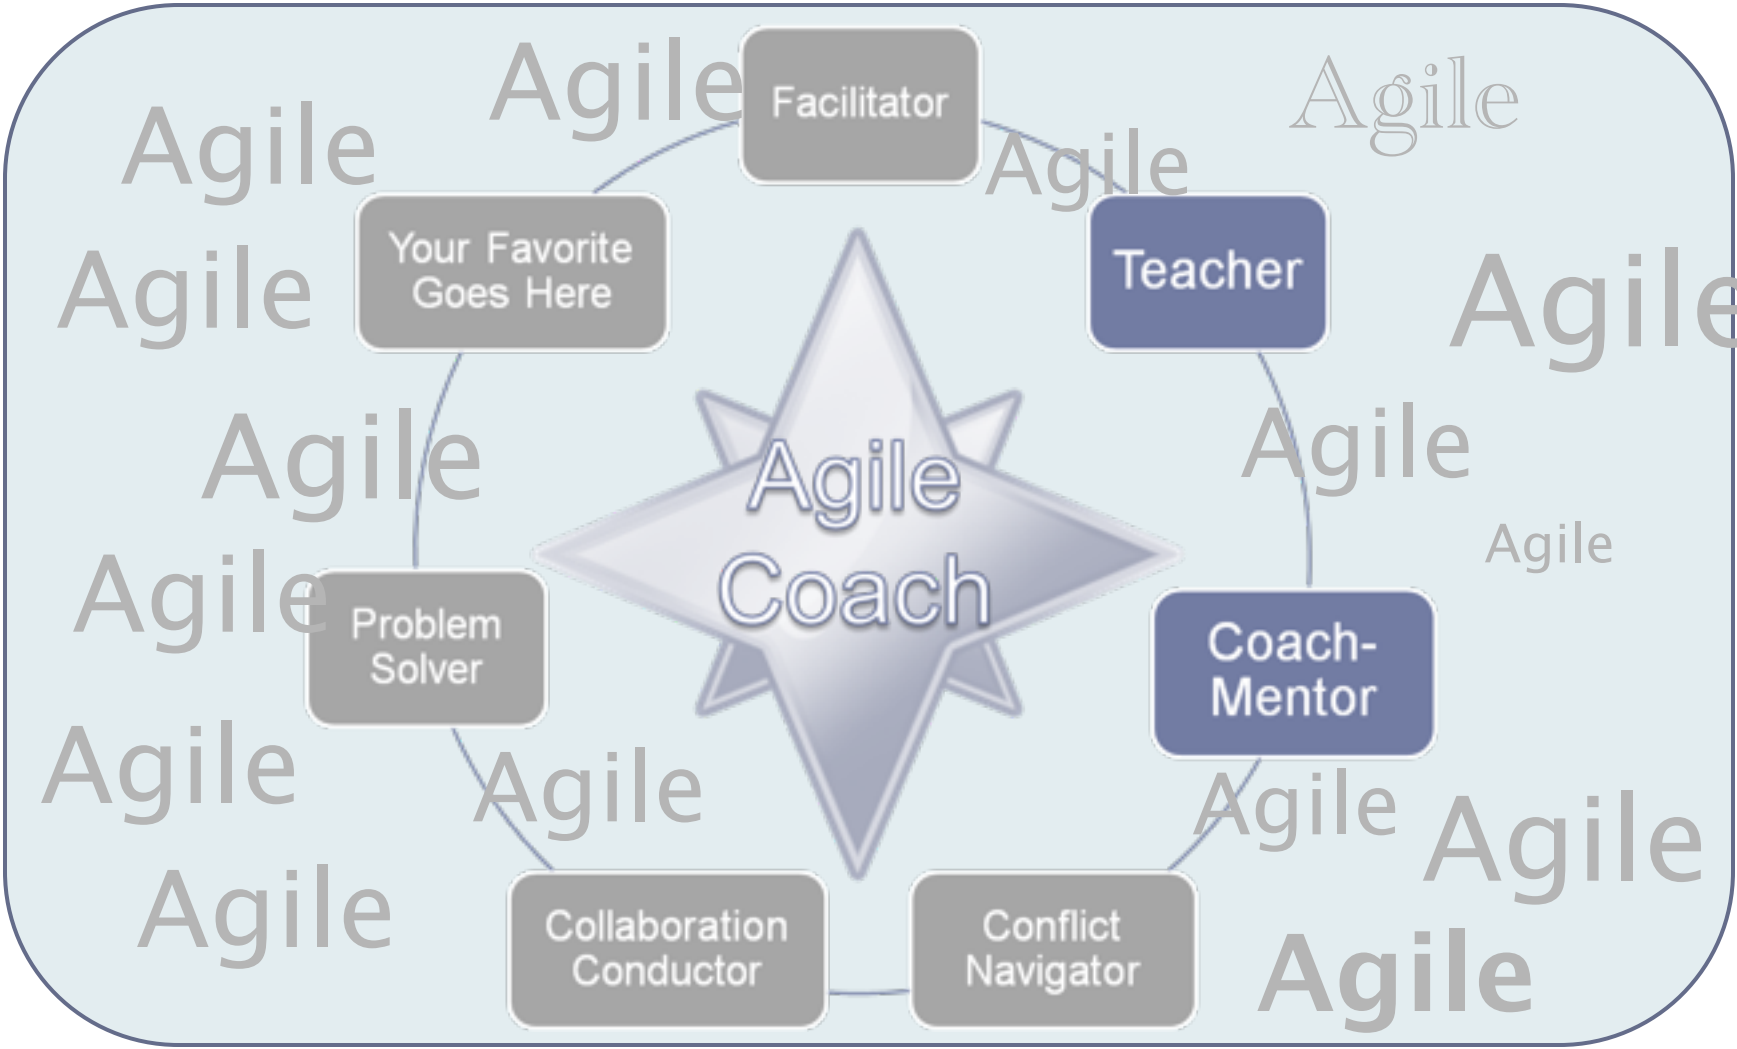 Agile
Facilitator
Agile
Agile
Agile
Your Favorite
Goes Here
Teacher
Agile
Agile
Agile
Agile
Agile
Coach
Agile
Agile
Problem
Solver
Coach-
Mentor
Agile
Agile
Agile
Agile
Agile
Collaboration
Conductor
Conflict
Navigator
Agile